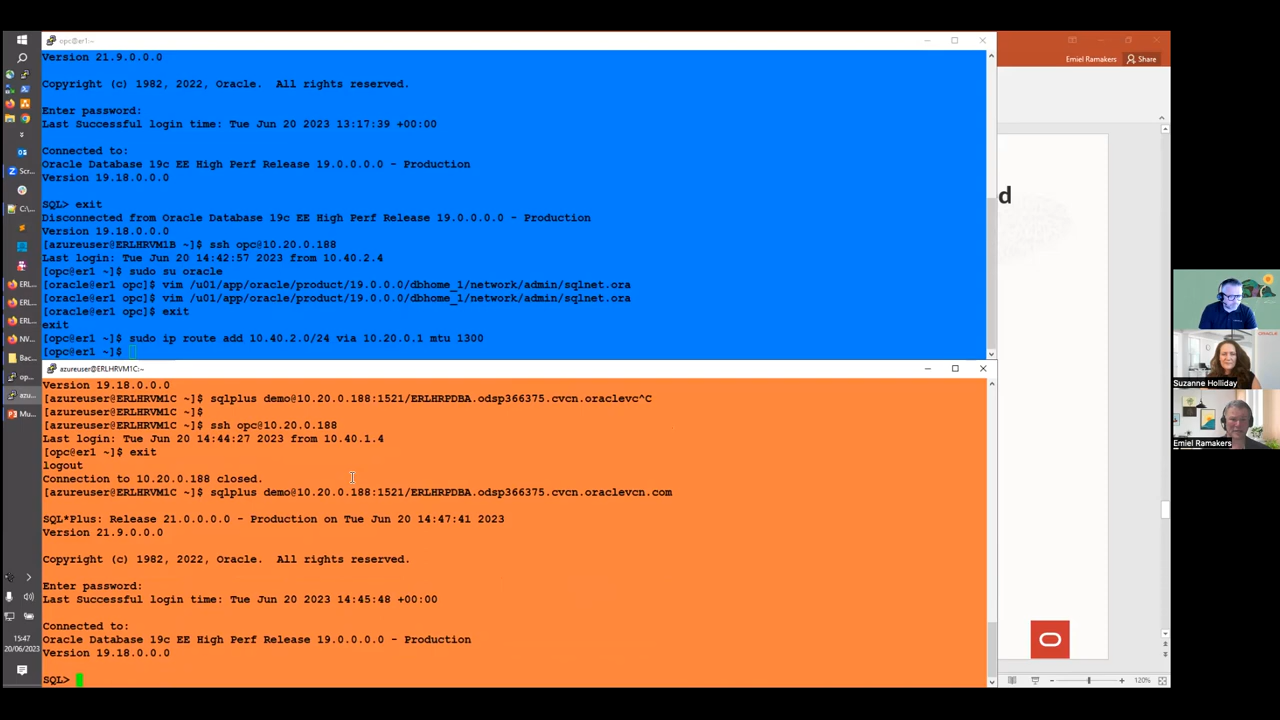 opc@er1:~
Version 21.9.0.0.0
Copyright (c) 1982, 2022, Oracle.  All rights reserved.
Enter password:
Last Successful login time: Tue Jun 20 2023 13:17:39 +00:00
Connected to:
Oracle Database 19c EE High Perf Release 19.0.0.0.0 - Production
Version 19.18.0.0.0
SQL> exit
Disconnected from Oracle Database 19c EE High Perf Release 19.0.0.0.0 - Production
Version 19.18.0.0.0
[azureuser@ERLHRVM1B ~]$ ssh opc@10.20.0.188
Last login: Tue Jun 20 14:42:57 2023 from 10.40.2.4
[opc@er1 ~]$ sudo su oracle
[oracle@er1 opc]$ vim /u01/app/oracle/product/19.0.0.0/dbhome_1/network/admin/sqlnet.ora
[oracle@er1 opc]$ vim /u01/app/oracle/product/19.0.0.0/dbhome_1/network/admin/sqlnet.ora
[oracle@er1 opc]$ exit
exit
[opc@er1 ~]$ sudo ip route add 10.40.2.0/24 via 10.20.0.1 mtu 1300
[opc@er1 ~]$
azureuser@ERLHRVM1C:~
Version 19.18.0.0.0
[azureuser@ERLHRVM1C ~]$ sqlplus demo@10.20.0.188:1521/ERLHRPDBA.odsp366375.cvcn.oraclevc^C
[azureuser@ERLHRVM1C ~]$
[azureuser@ERLHRVM1C ~]$ ssh opc@10.20.0.188
Last login: Tue Jun 20 14:44:27 2023 from 10.40.1.4
[opc@er1 ~]$ exit
logout
Connection to 10.20.0.188 closed.
[azureuser@ERLHRVM1C ~]$ sqlplus demo@10.20.0.188:1521/ERLHRPDBA.odsp366375.cvcn.oraclevcn.com
SQL*Plus: Release 21.0.0.0.0 - Production on Tue Jun 20 14:47:41 2023
Version 21.9.0.0.0
Copyright (c) 1982, 2022, Oracle.  All rights reserved.
Enter password:
Last Successful login time: Tue Jun 20 2023 14:45:48 +00:00
Connected to:
Oracle Database 19c EE High Perf Release 19.0.0.0.0 - Production
Version 19.18.0.0.0
SQL>
Emiel Ramakers
Share
d
120%
Scr...
C:\...
ERL...
ERL...
ERL...
NV...
Bac...
op...
azu...
Mu...
15:47
20/06/2023
Suzanne Holliday
Emiel Ramakers